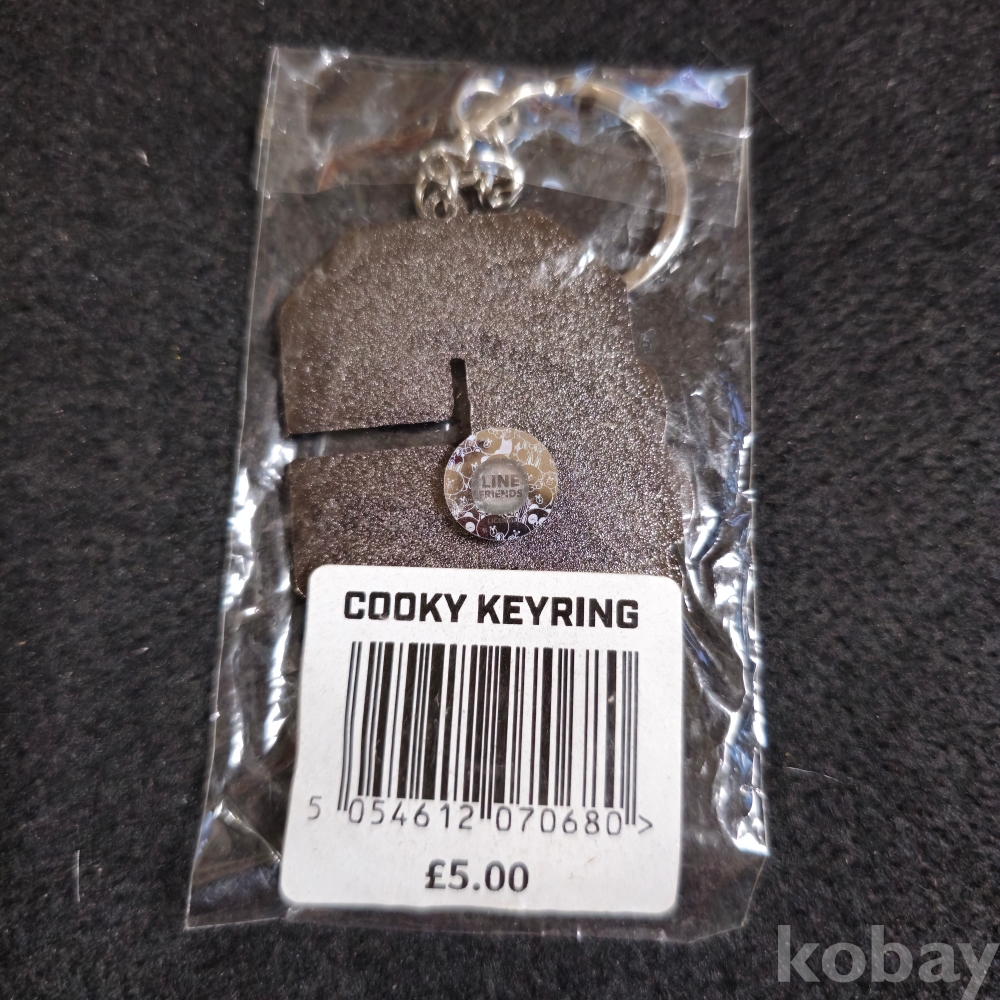 LINE
FRIENDS
COOKY KEYRING
5 054612 070680 >
£5.00
kobay